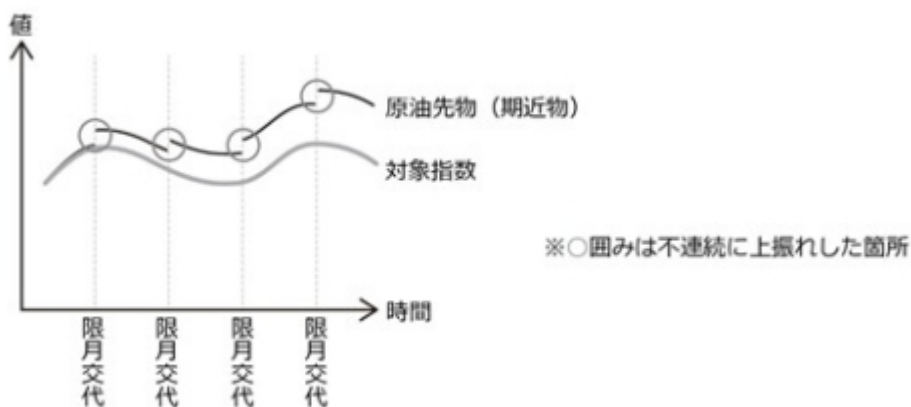 値
原油先物（期近物）
対象指数
※○囲みは不連続に上振れした箇所
時間
限月交代
限月交代
限月交代
限月交代